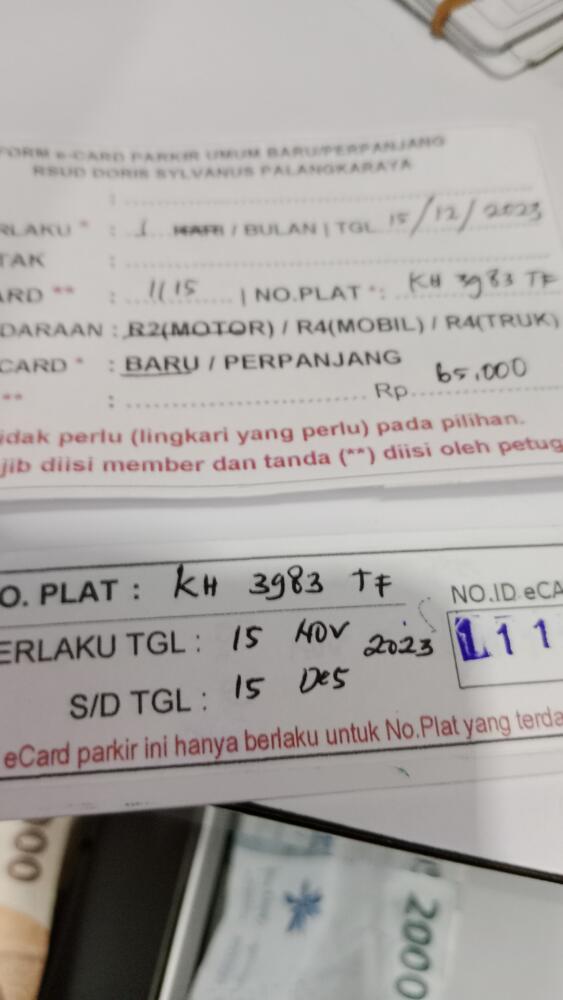 FORM e-CARD PARKIR UMUM BARU/PERPANJANG
RSUD DORIS SYLVANUS PALANGKARAYA
:
RLAKU * : 1 HARI / BULAN | TGL 15/12/2023
TAK :
ARD ** : 1115 | NO.PLAT *: KH 3983 TF
DARAAN : R2(MOTOR) / R4(MOBIL) / R4(TRUK)
CARD * : BARU / PERPANJANG
** : Rp. 65.000
idak perlu (lingkari yang perlu) pada pilihan.
jib diisi member dan tanda (**) diisi oleh petug
O. PLAT : KH 3983 TF
NO.ID.eCA
ERLAKU TGL : 15 NOV 2023
111
S/D TGL : 15 Des
eCard parkir ini hanya berlaku untuk No.Plat yang terda
00
2000